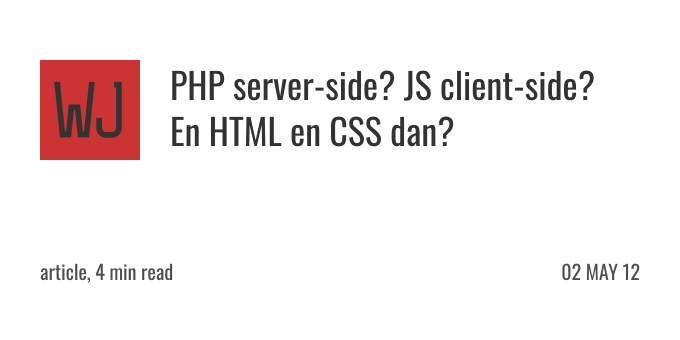 WJ
PHP server-side? JS client-side?
En HTML en CSS dan?
article, 4 min read
02 MAY 12